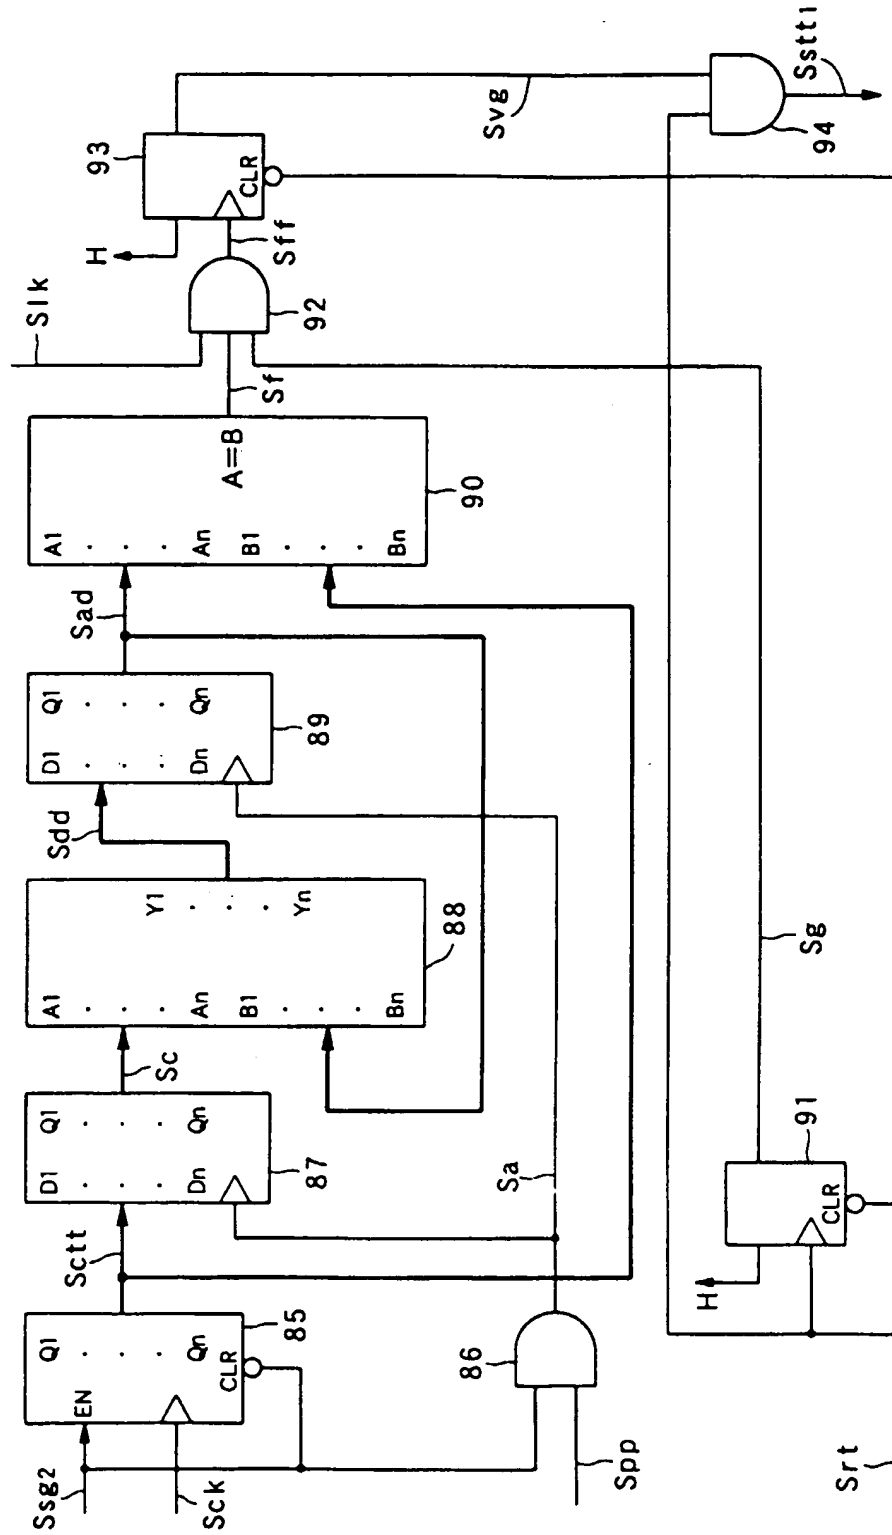 Ssg2
Sck
EN
Q1
.
.
.
Qn
CLR
85
Sctt
D1
.
.
.
Dn
Q1
.
.
.
Qn
87
Sc
A1
.
.
.
An
B1
.
.
.
Bn
Y1
.
.
.
Yn
88
Sdd
D1
.
.
.
Dn
Q1
.
.
.
Qn
89
Sad
A1
.
.
.
An
B1
.
.
.
Bn
A=B
90
Slk
Sf
92
Sff
H
93
CLR
Spp
86
Sa
Svg
Srt
H
CLR
91
Sg
94
Sstt1